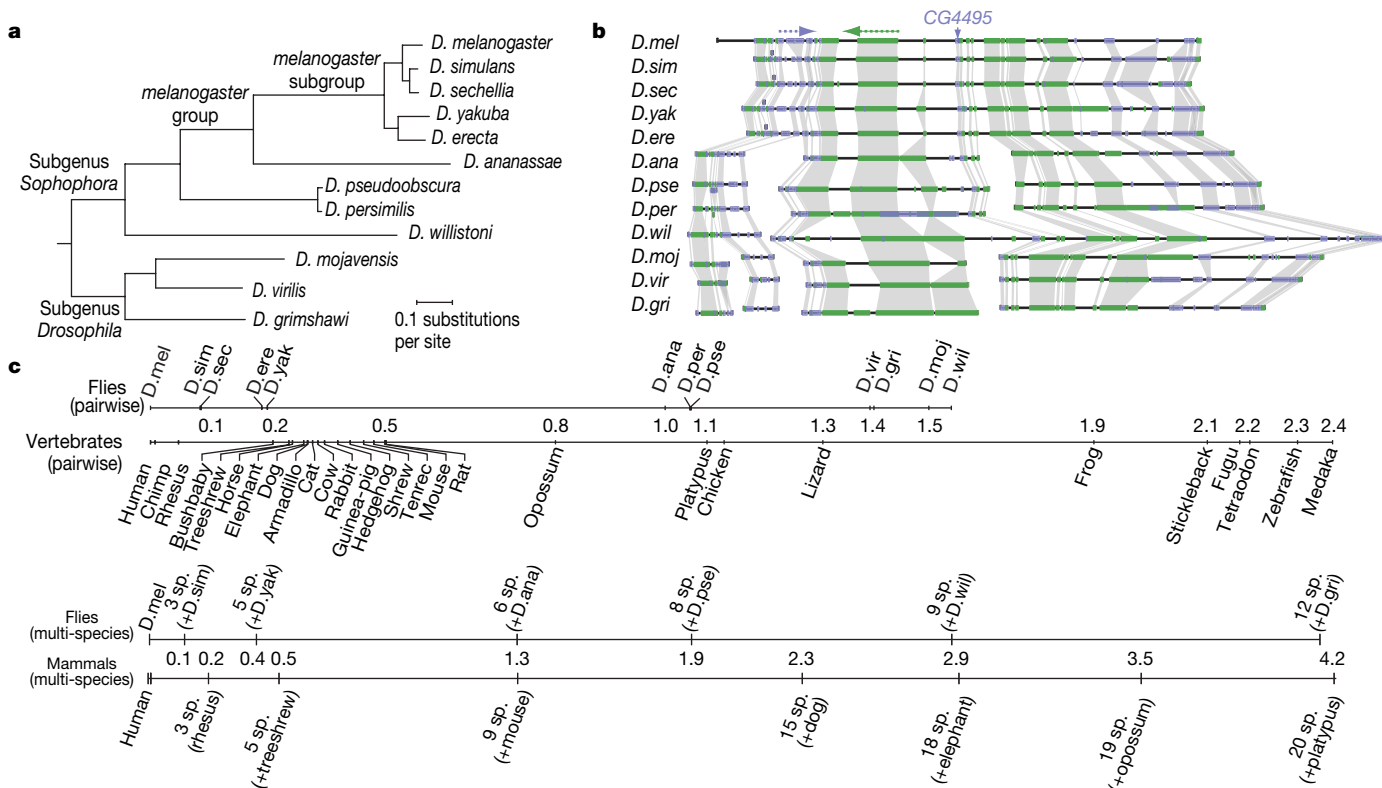 a
D. melanogaster
melanogaster
subgroup
D. simulans
D. sechellia
melanogaster
group
D. yakuba
D. erecta
D. ananassae
Subgenus
Sophophora
D. pseudoobscura
D. persimilis
D. willistoni
D. mojavensis
D. virilis
Subgenus
Drosophila
D. grimshawi
0.1 substitutions
per site
b
CG4495
D.mel
D.sim
D.sec
D.yak
D.ere
D.ana
D.pse
D.per
D.wil
D.moj
D.vir
D.gri
c
D.mel
D.sim
D.sec
D.ere
D.yak
D.ana
D.per
D.pse
D.vir
D.gri
D.moj
D.wil
Flies
(pairwise)
0.1 0.2 0.5 0.8 1.0 1.1 1.3 1.4 1.5 1.9 2.1 2.2 2.3 2.4
Vertebrates
(pairwise)
Human
Chimp
Rhesus
Bushbaby
Treeshrew
Horse
Elephant
Dog
Armadillo
Cat
Cow
Rabbit
Guinea-pig
Hedgehog
Shrew
Tenrec
Mouse
Rat
Opossum
Platypus
Chicken
Lizard
Frog
Stickleback
Fugu
Tetraodon
Zebrafish
Medaka
D.mel
3 sp.
(+D.sim)
5 sp.
(+D.yak)
6 sp.
(+D.ana)
8 sp.
(+D.pse)
9 sp.
(+D.wil)
12 sp.
(+D.gri)
Flies
(multi-species)
0.1 0.2 0.4 0.5 1.3 1.9 2.3 2.9 3.5 4.2
Mammals
(multi-species)
Human
3 sp.
(rhesus)
5 sp.
(+treeshrew)
9 sp.
(+mouse)
15 sp.
(+dog)
18 sp.
(+elephant)
19 sp.
(+opossum)
20 sp.
(+platypus)